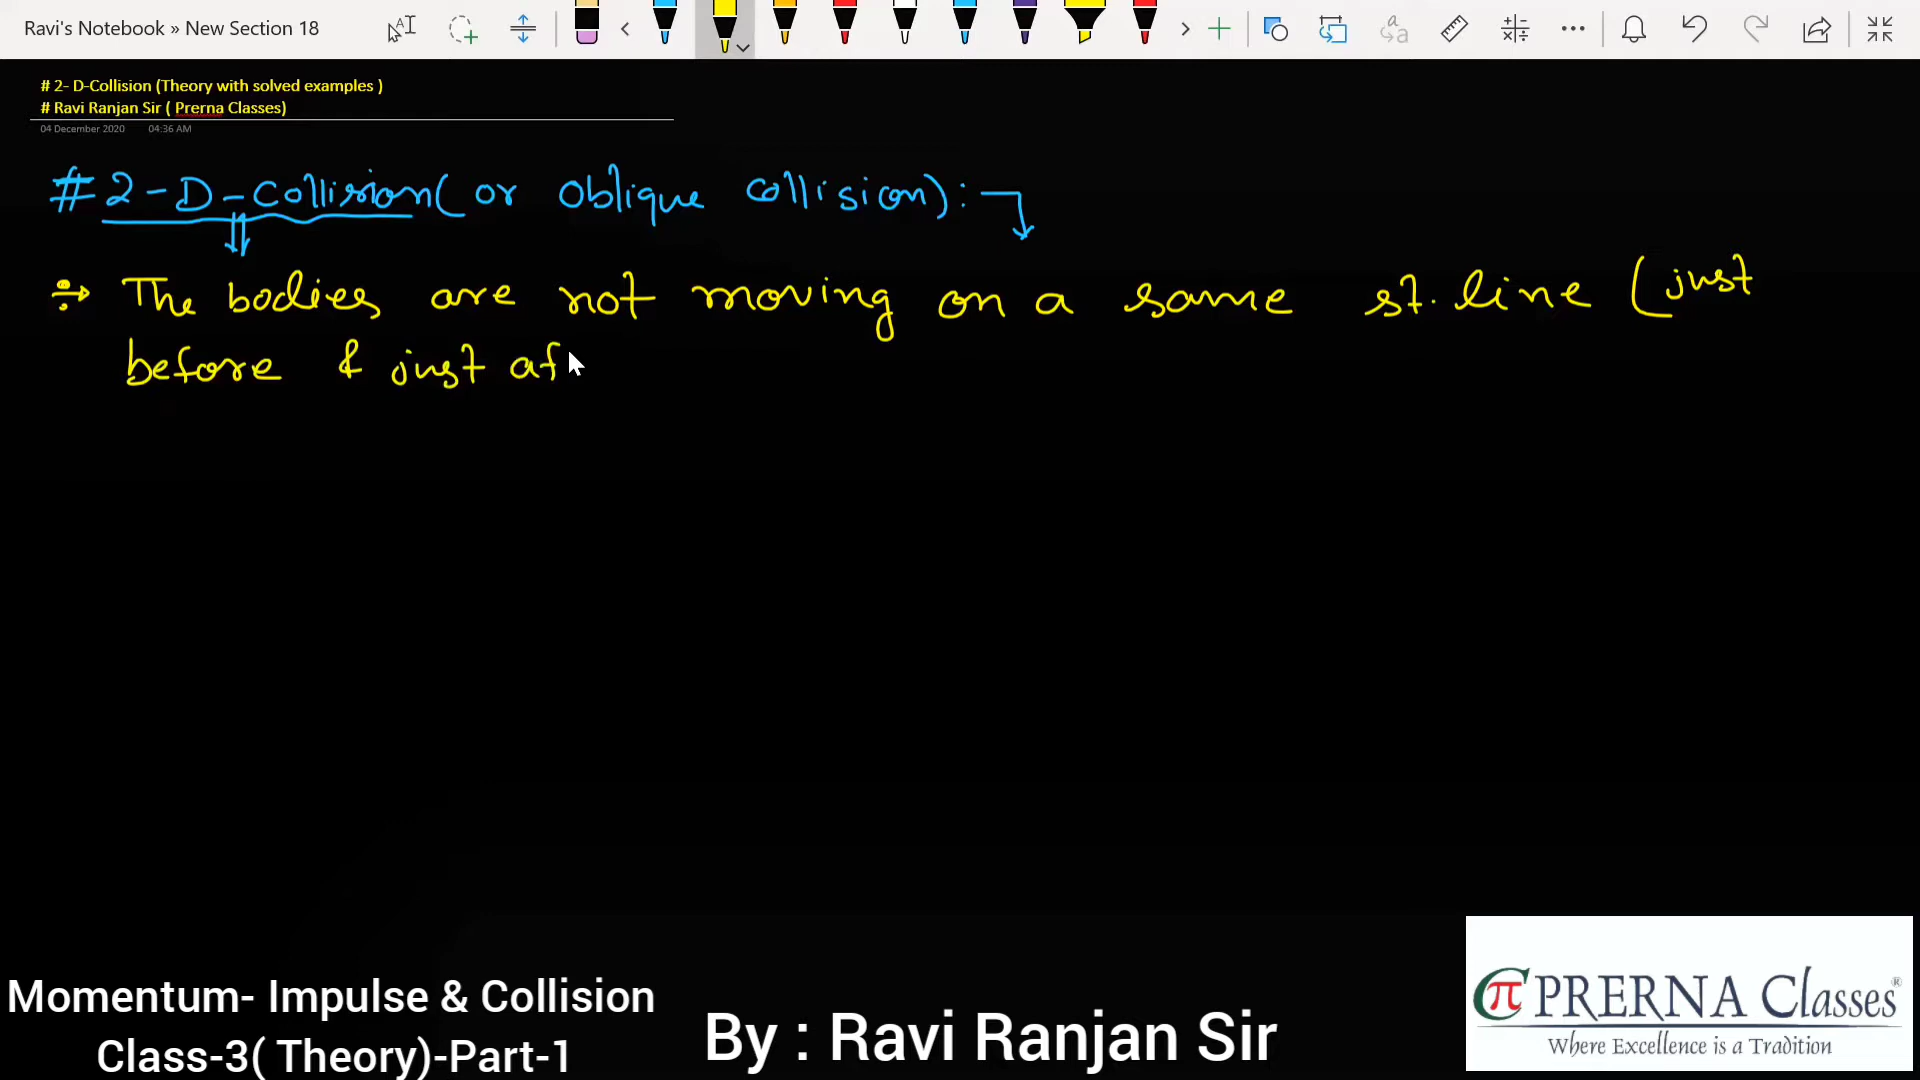 Ravi's Notebook » New Section 18
# 2- D-Collision (Theory with solved examples )
# Ravi Ranjan Sir ( Prerna Classes)
04 December 2020 04:36 AM
# 2-D-Collision (or oblique collision):
The bodies are not moving on a same st. line (just
before & just af
Momentum- Impulse & Collision
Class-3( Theory)-Part-1
By : Ravi Ranjan Sir
π PRERNA Classes®
Where Excellence is a Tradition